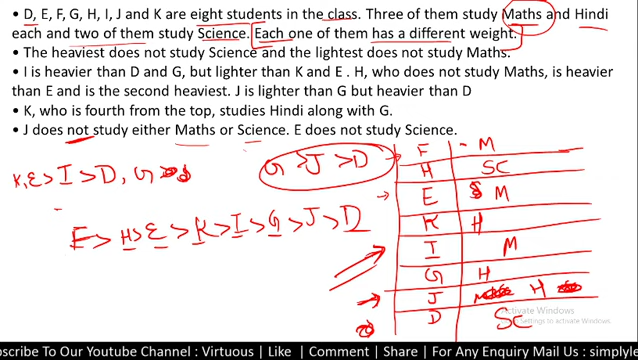 • D, E, F, G, H, I, J and K are eight students in the class. Three of them study Maths and Hindi
each and two of them study Science. Each one of them has a different weight.
• The heaviest does not study Science and the lightest does not study Maths.
• I is heavier than D and G, but lighter than K and E . H, who does not study Maths, is heavier
than E and is the second heaviest. J is lighter than G but heavier than D
• K, who is fourth from the top, studies Hindi along with G.
• J does not study either Maths or Science. E does not study Science.
K, E > I > D, G >
G > J > D
F > H > E > K > I > G > J > D
F M
H SC
E M
K H
I M
G H
J H
D SC
Activate Windows
Go to Settings to activate Windows.
bscribe To Our Youtube Channel : Virtuous | Like | Comment | Share | For Any Enquiry Mail Us : simplyle